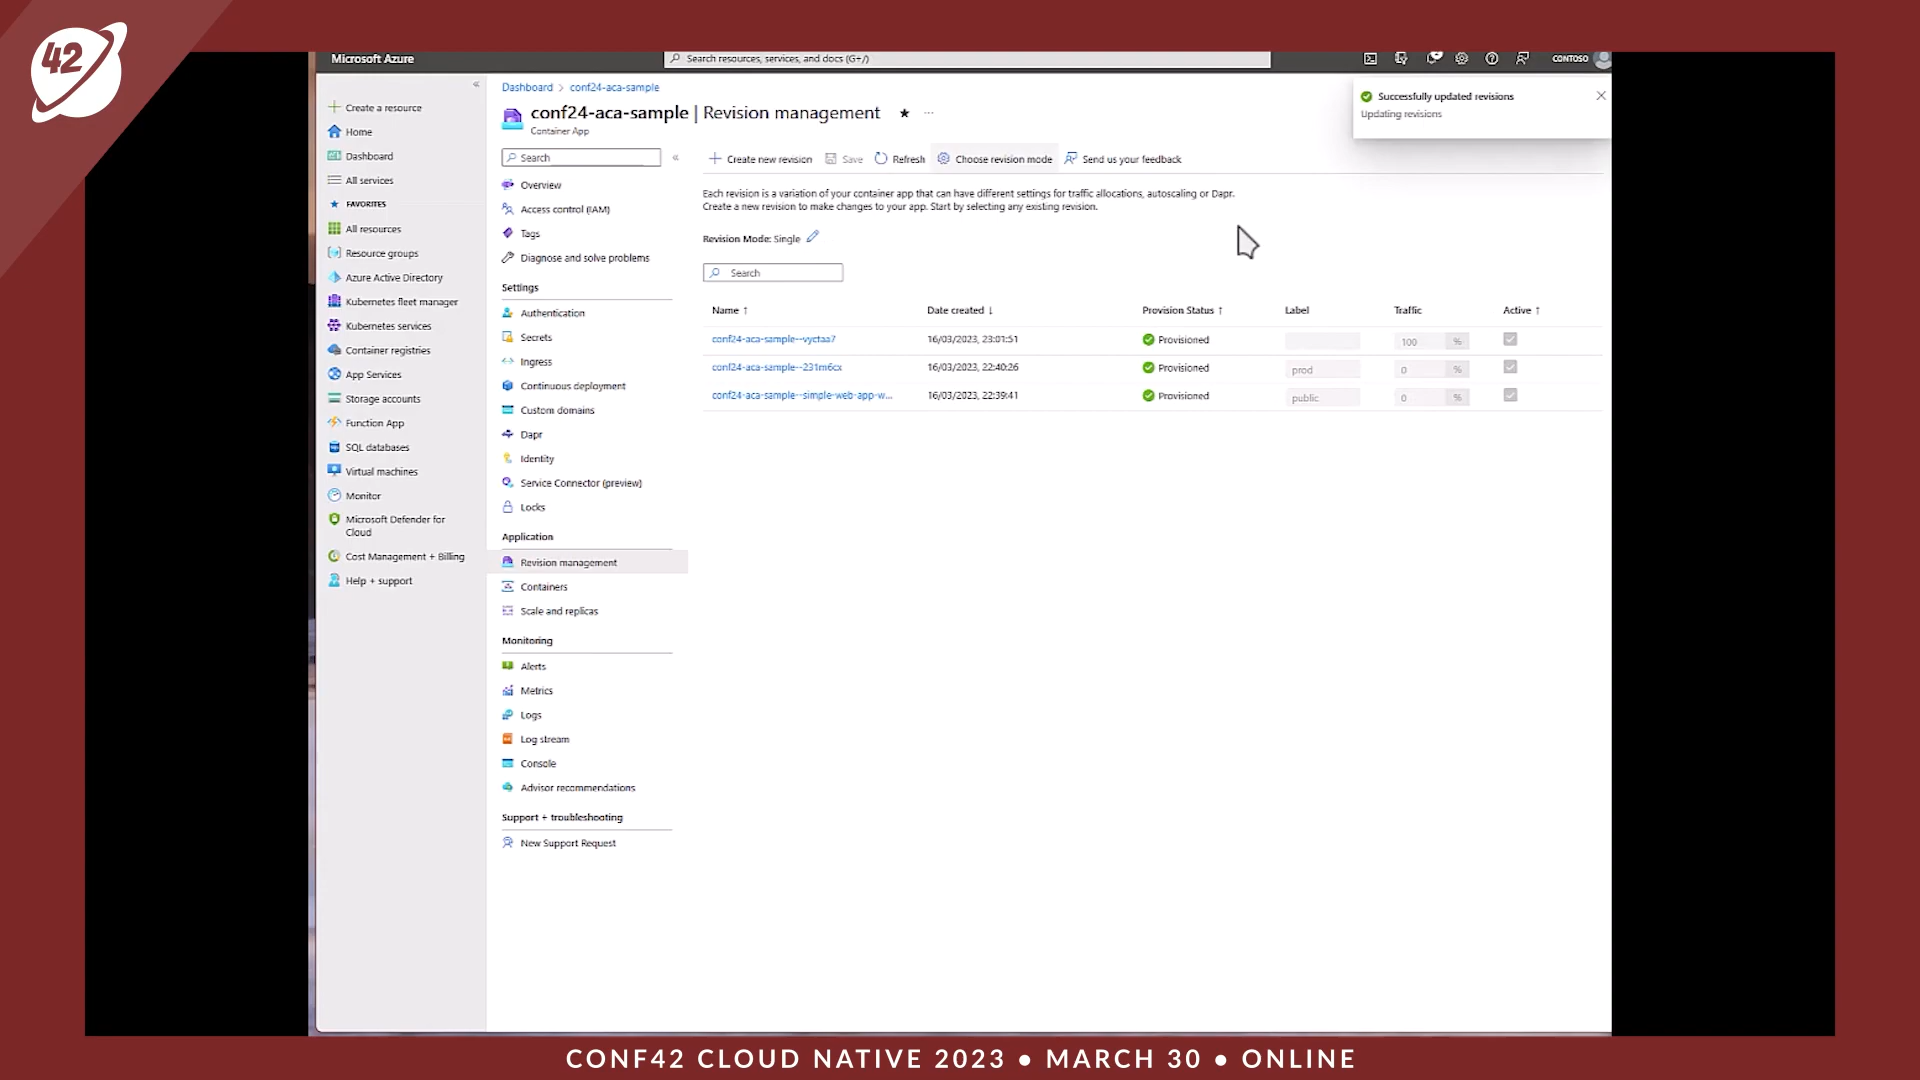 42
Microsoft Azure
Search resources, services, and docs (G+/)
CONTOSO
«
Create a resource
Home
Dashboard
All services
FAVORITES
All resources
Resource groups
Azure Active Directory
Kubernetes fleet manager
Kubernetes services
Container registries
App Services
Storage accounts
Function App
SQL databases
Virtual machines
Monitor
Microsoft Defender for
Cloud
Cost Management + Billing
Help + support
Dashboard > conf24-aca-sample
conf24-aca-sample | Revision management ★ ...
Container App
Search «
Overview
Access control (IAM)
Tags
Diagnose and solve problems
Settings
Authentication
Secrets
Ingress
Continuous deployment
Custom domains
Dapr
Identity
Service Connector (preview)
Locks
Application
Revision management
Containers
Scale and replicas
Monitoring
Alerts
Metrics
Logs
Log stream
Console
Advisor recommendations
Support + troubleshooting
New Support Request
Create new revision Save Refresh Choose revision mode Send us your feedback
Each revision is a variation of your container app that can have different settings for traffic allocations, autoscaling or Dapr.
Create a new revision to make changes to your app. Start by selecting any existing revision.
Revision Mode: Single
Search
Name ↑ Date created ↓ Provision Status ↑ Label Traffic Active ↑
conf24-aca-sample--vyctaa7 16/03/2023, 23:01:51 Provisioned 100 %
conf24-aca-sample--231m6cx 16/03/2023, 22:40:26 Provisioned prod 0 %
conf24-aca-sample--simple-web-app-w... 16/03/2023, 22:39:41 Provisioned public 0 %
Successfully updated revisions
Updating revisions
CONF42 CLOUD NATIVE 2023 • MARCH 30 • ONLINE